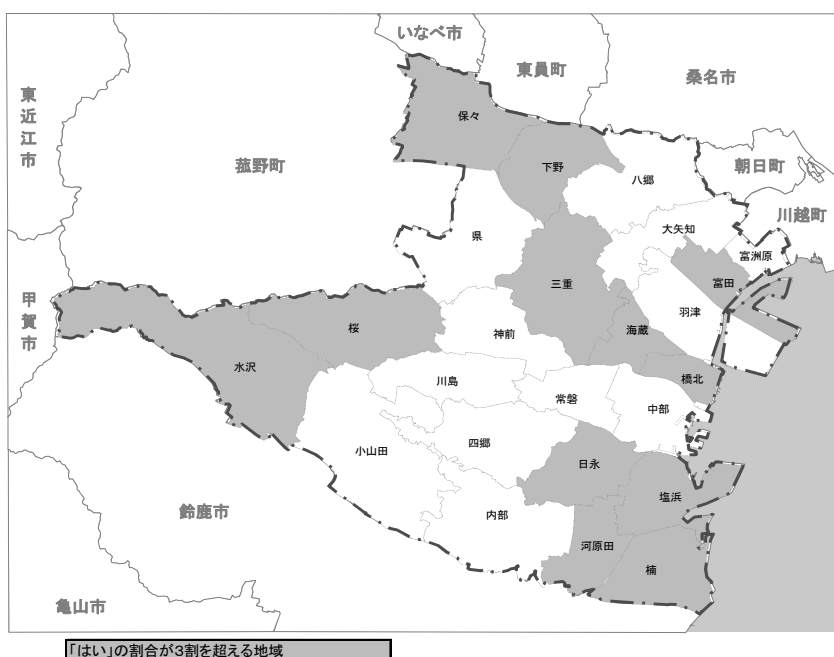 いなべ市
東員町
桑名市
東近江市
菰野町
保々
下野
八郷
朝日町
川越町
県
大矢知
富洲原
富田
甲賀市
三重
羽津
桜
神前
海蔵
水沢
川島
常磐
橋北
中部
小山田
四郷
日永
塩浜
鈴鹿市
内部
河原田
楠
亀山市
「はい」の割合が3割を超える地域